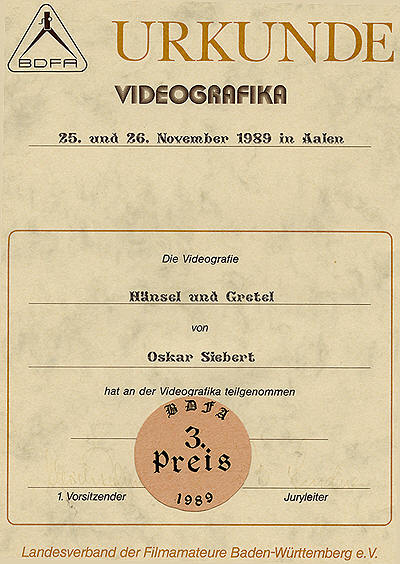 BDFA
URKUNDE
VIDEOGRAFIKA
25. und 26. November 1989 in Aalen
Die Videografie
Hänsel und Gretel
von
Oskar Siebert
hat an der Videografika teilgenommen
BDFA
3.
Preis
1989
1. Vorsitzender
Juryleiter
Landesverband der Filmamateure Baden-Württemberg e.V.